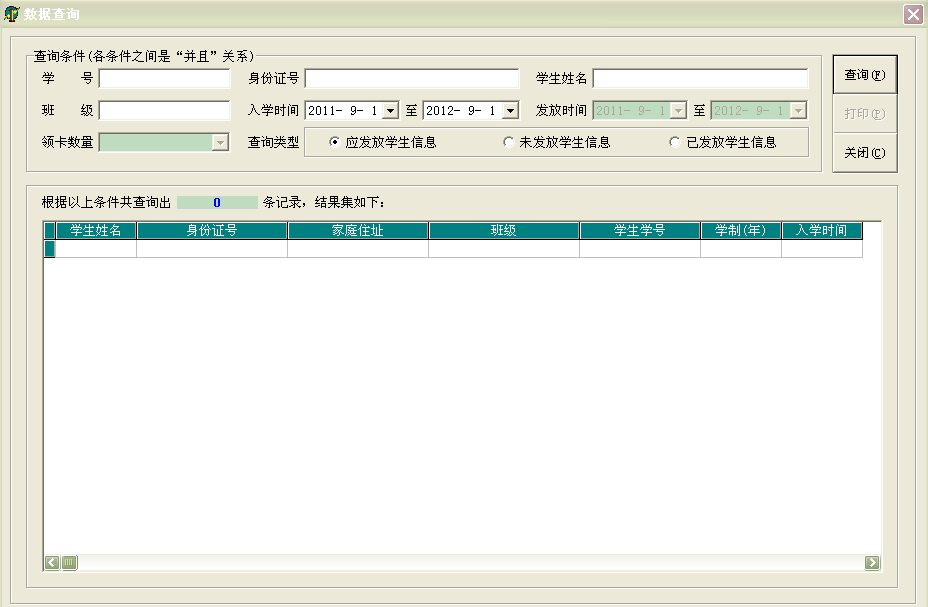 数据查询
查询条件(各条件之间是“并且”关系)
学 号 身份证号 学生姓名 查询(F)
班 级 入学时间 2011- 9- 1 至 2012- 9- 1 发放时间 2011- 9- 1 至 2012- 9- 1 打印(P)
领卡数量 查询类型 应发放学生信息 未发放学生信息 已发放学生信息 关闭(C)
根据以上条件共查询出 0 条记录，结果集如下：
学生姓名 身份证号 家庭住址 班级 学生学号 学制(年) 入学时间